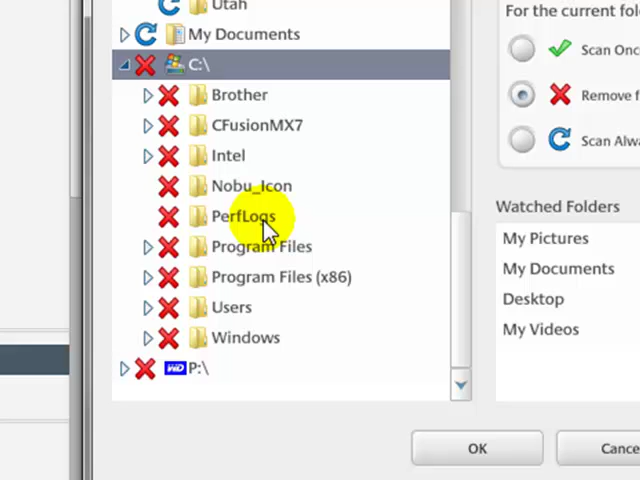 Utah
My Documents
C:\
Brother
CFusionMX7
Intel
Nobu_Icon
PerfLogs
Program Files
Program Files (x86)
Users
Windows
WD P:\
For the current fol
Scan Onc
Remove f
Scan Alwa
Watched Folders
My Pictures
My Documents
Desktop
My Videos
OK
Cance